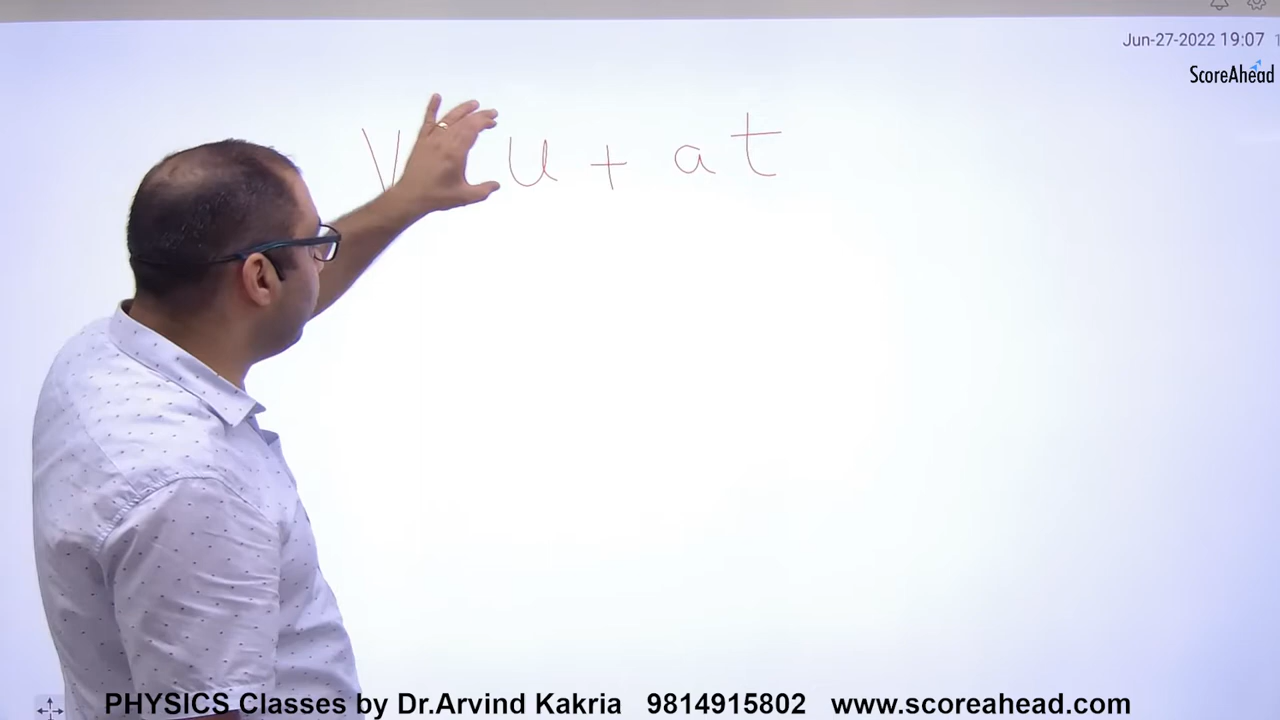 Jun-27-2022 19:07
ScoreAhead
V u + at
PHYSICS Classes by Dr.Arvind Kakria 9814915802 www.scoreahead.com